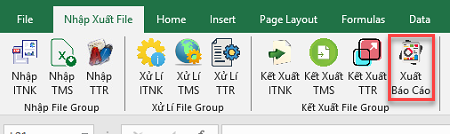 File Nhập Xuất File Home Insert Page Layout Formulas Data
Nhập ITNK
Nhập TMS
Nhập TTR
Xử Lí ITNK
Xử Lí TMS
Xử Lí TTR
Kết Xuất ITNK
Kết Xuất TMS
Kết Xuất TTR
Xuất Báo Cáo
Nhập File Group
Xử Lí File Group
Kết Xuất File Group